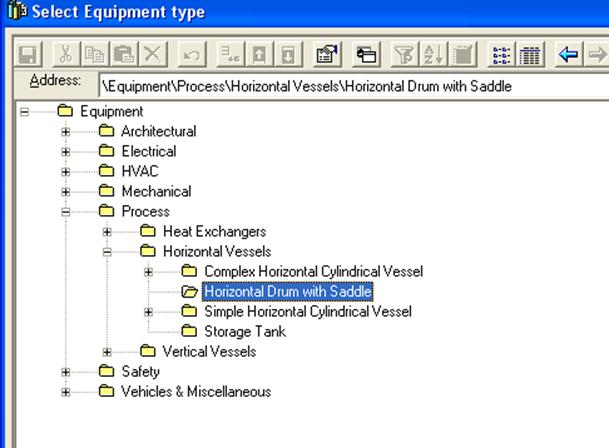 Select Equipment type
Address: \Equipment\Process\Horizontal Vessels\Horizontal Drum with Saddle
Equipment
Architectural
Electrical
HVAC
Mechanical
Process
Heat Exchangers
Horizontal Vessels
Complex Horizontal Cylindrical Vessel
Horizontal Drum with Saddle
Simple Horizontal Cylindrical Vessel
Storage Tank
Vertical Vessels
Safety
Vehicles & Miscellaneous